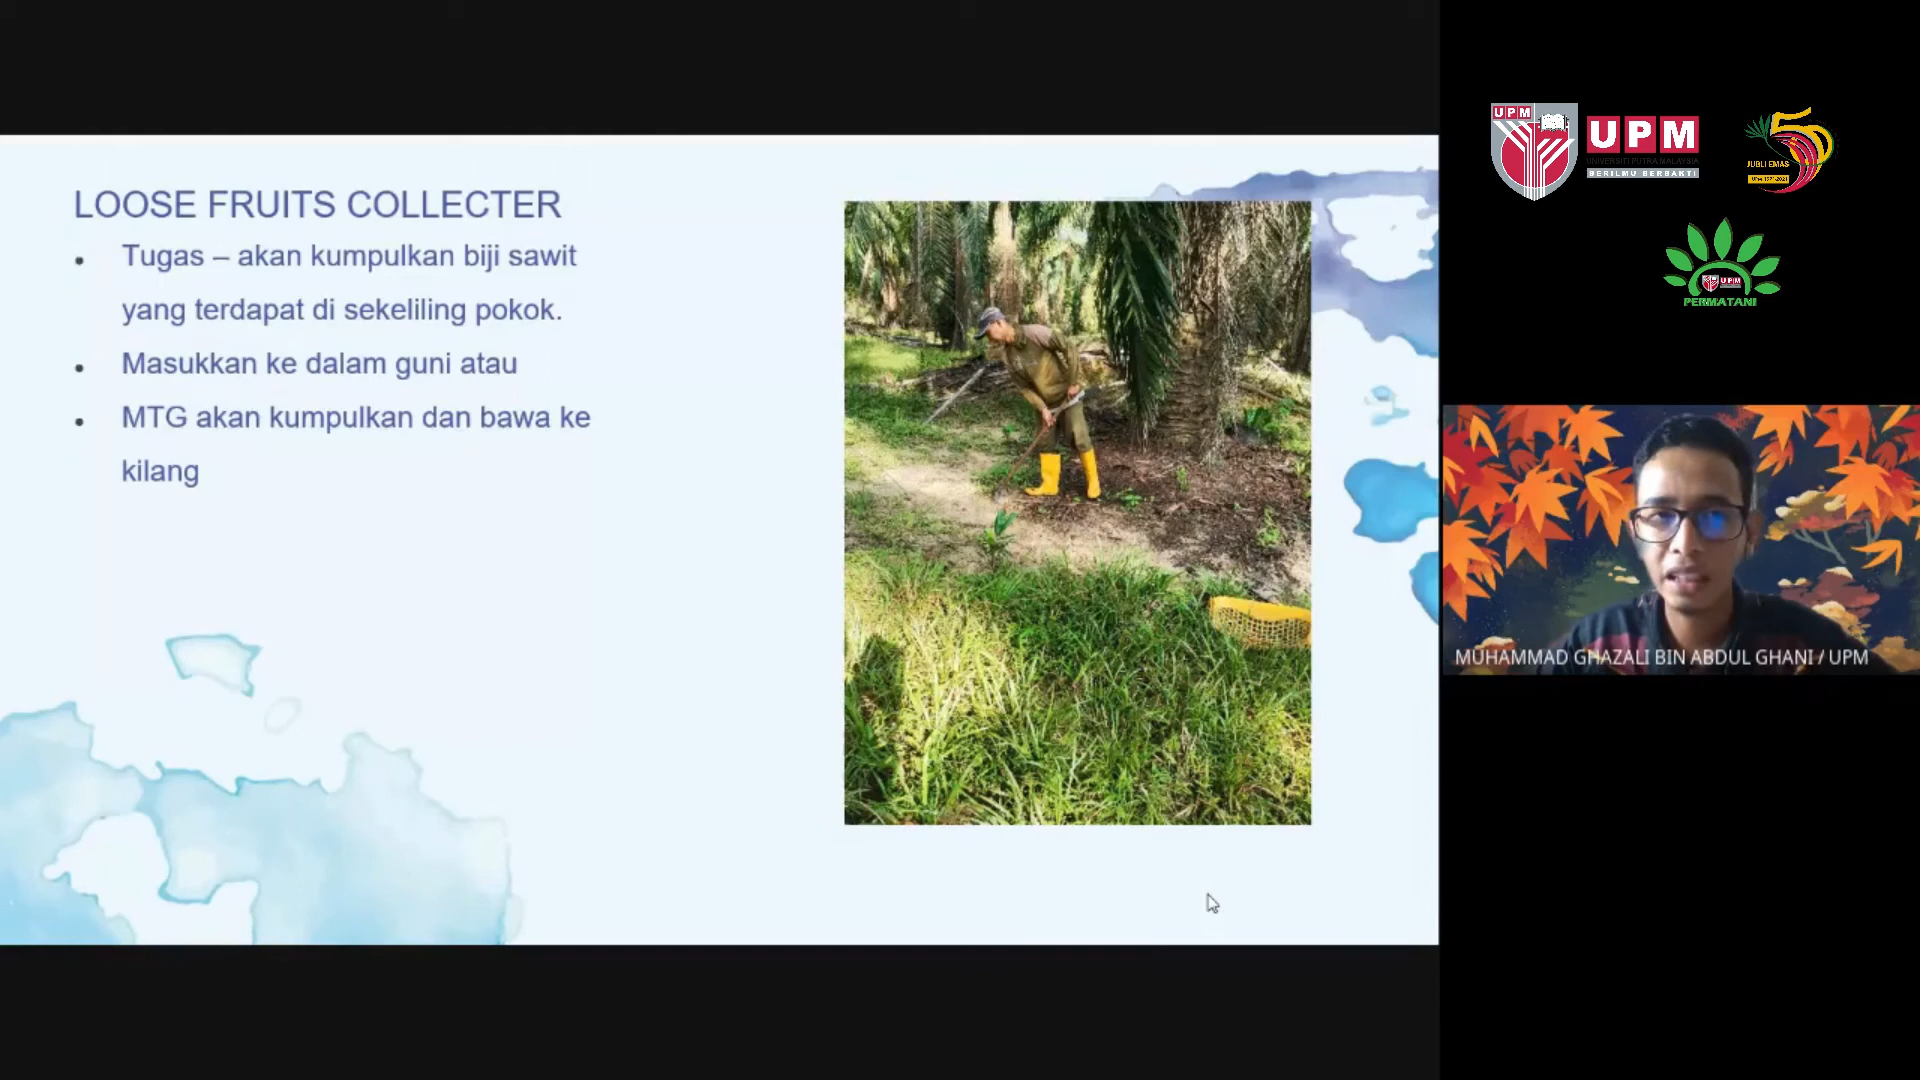 LOOSE FRUITS COLLECTER
• Tugas – akan kumpulkan biji sawit
yang terdapat di sekeliling pokok.
• Masukkan ke dalam guni atau
• MTG akan kumpulkan dan bawa ke
kilang
UPM
UPM
UNIVERSITI PUTRA MALAYSIA
BERILMU BERBAKTI
JUBLI EMAS
UPM
PERMATANI
MUHAMMAD GHAZALI BIN ABDUL GHANI / UPM